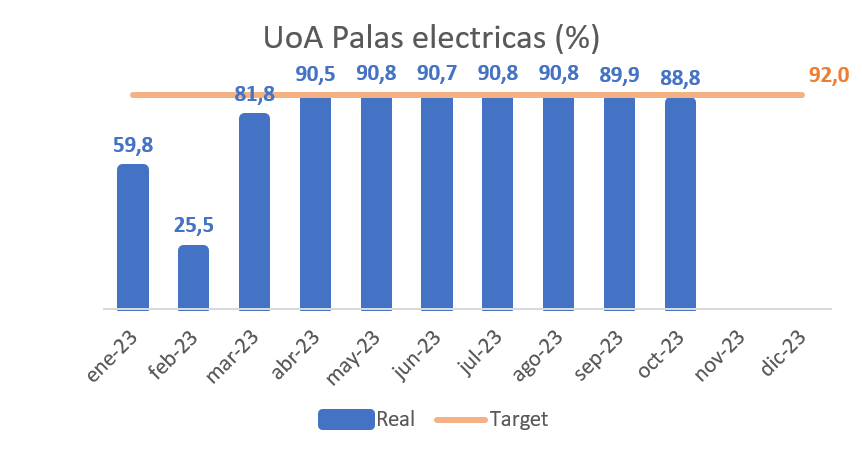 UoA Palas electricas (%)
59,8
25,5
81,8
90,5
90,8
90,7
90,8
90,8
89,9
88,8
92,0
ene-23
feb-23
mar-23
abr-23
may-23
jun-23
jul-23
ago-23
sep-23
oct-23
nov-23
dic-23
Real
Target